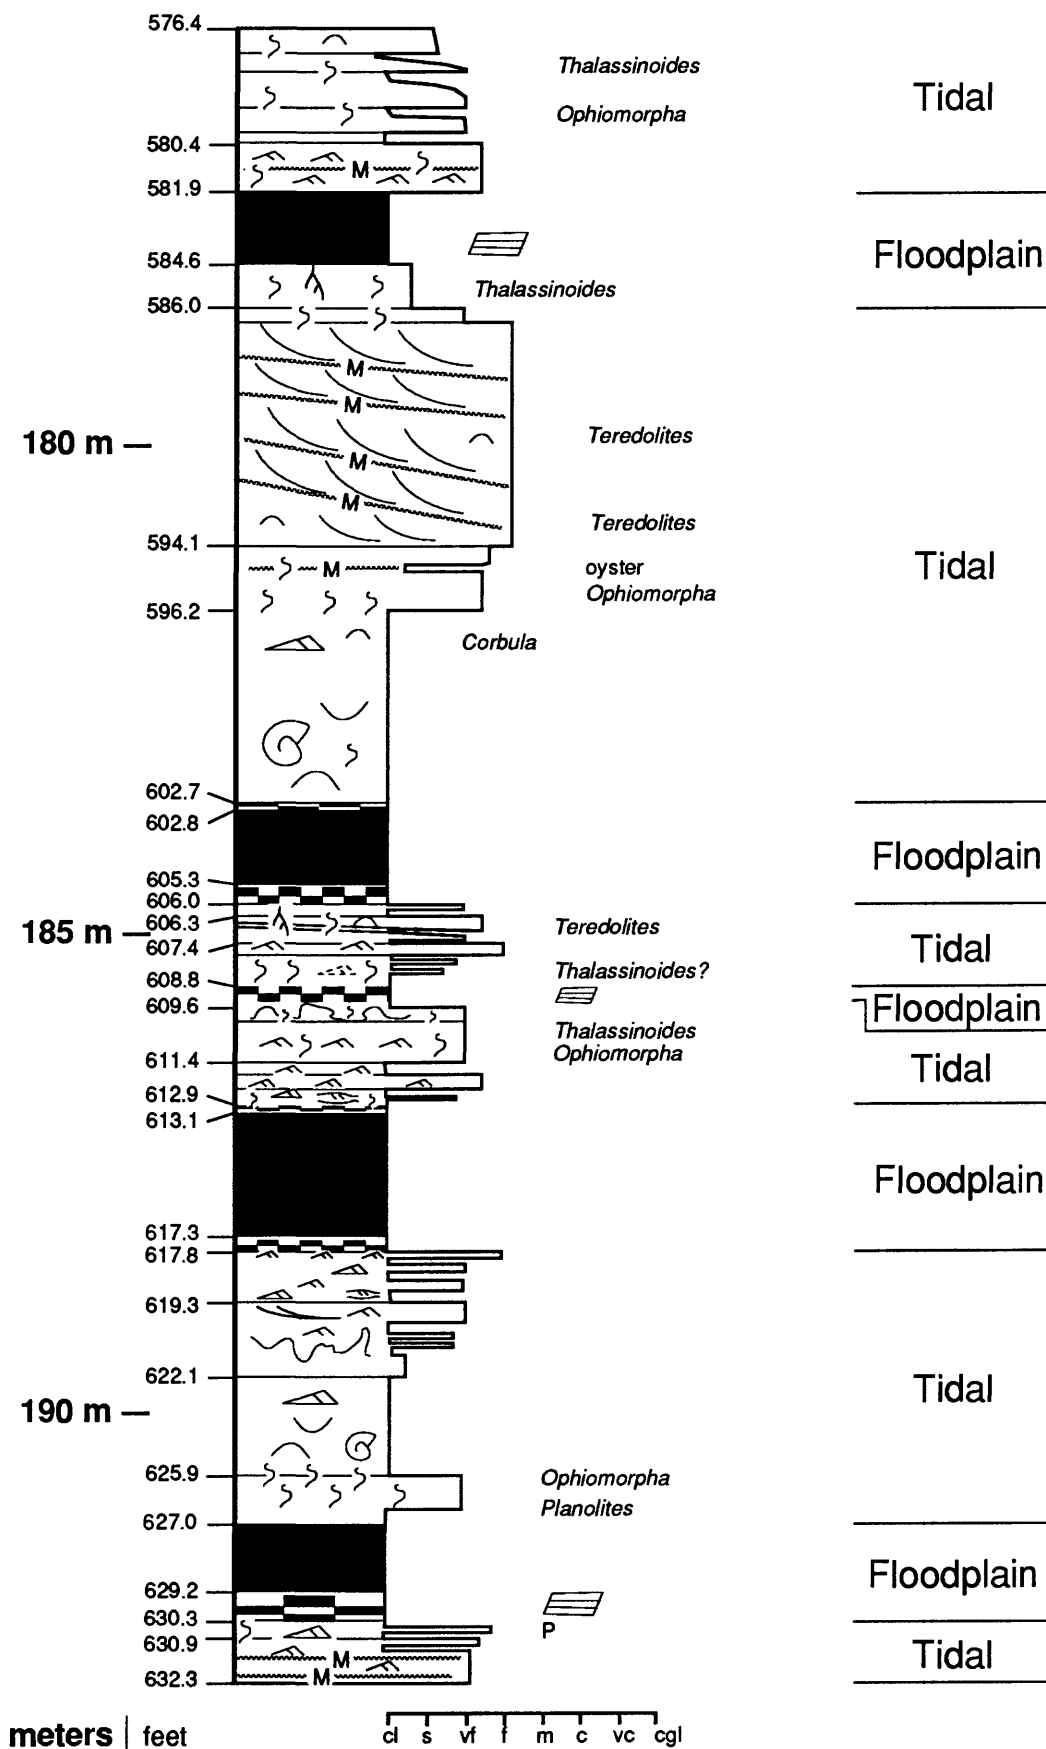 576.4
Thalassinoides
Tidal
Ophiomorpha
580.4
M
581.9
Floodplain
584.6
Thalassinoides
586.0
M
M
Teredolites
180 m
M
M
Teredolites
594.1
Tidal
M
oyster
Ophiomorpha
596.2
Corbula
602.7
602.8
Floodplain
605.3
606.0
606.3
Teredolites
185 m
607.4
Tidal
Thalassinoides?
608.8
609.6
Floodplain
Thalassinoides
Ophiomorpha
611.4
Tidal
612.9
613.1
Floodplain
617.3
617.8
619.3
622.1
Tidal
190 m
625.9
Ophiomorpha
Planolites
627.0
Floodplain
629.2
630.3
P
630.9
Tidal
M
M
632.3
meters feet cl s vf f m c vc cgl